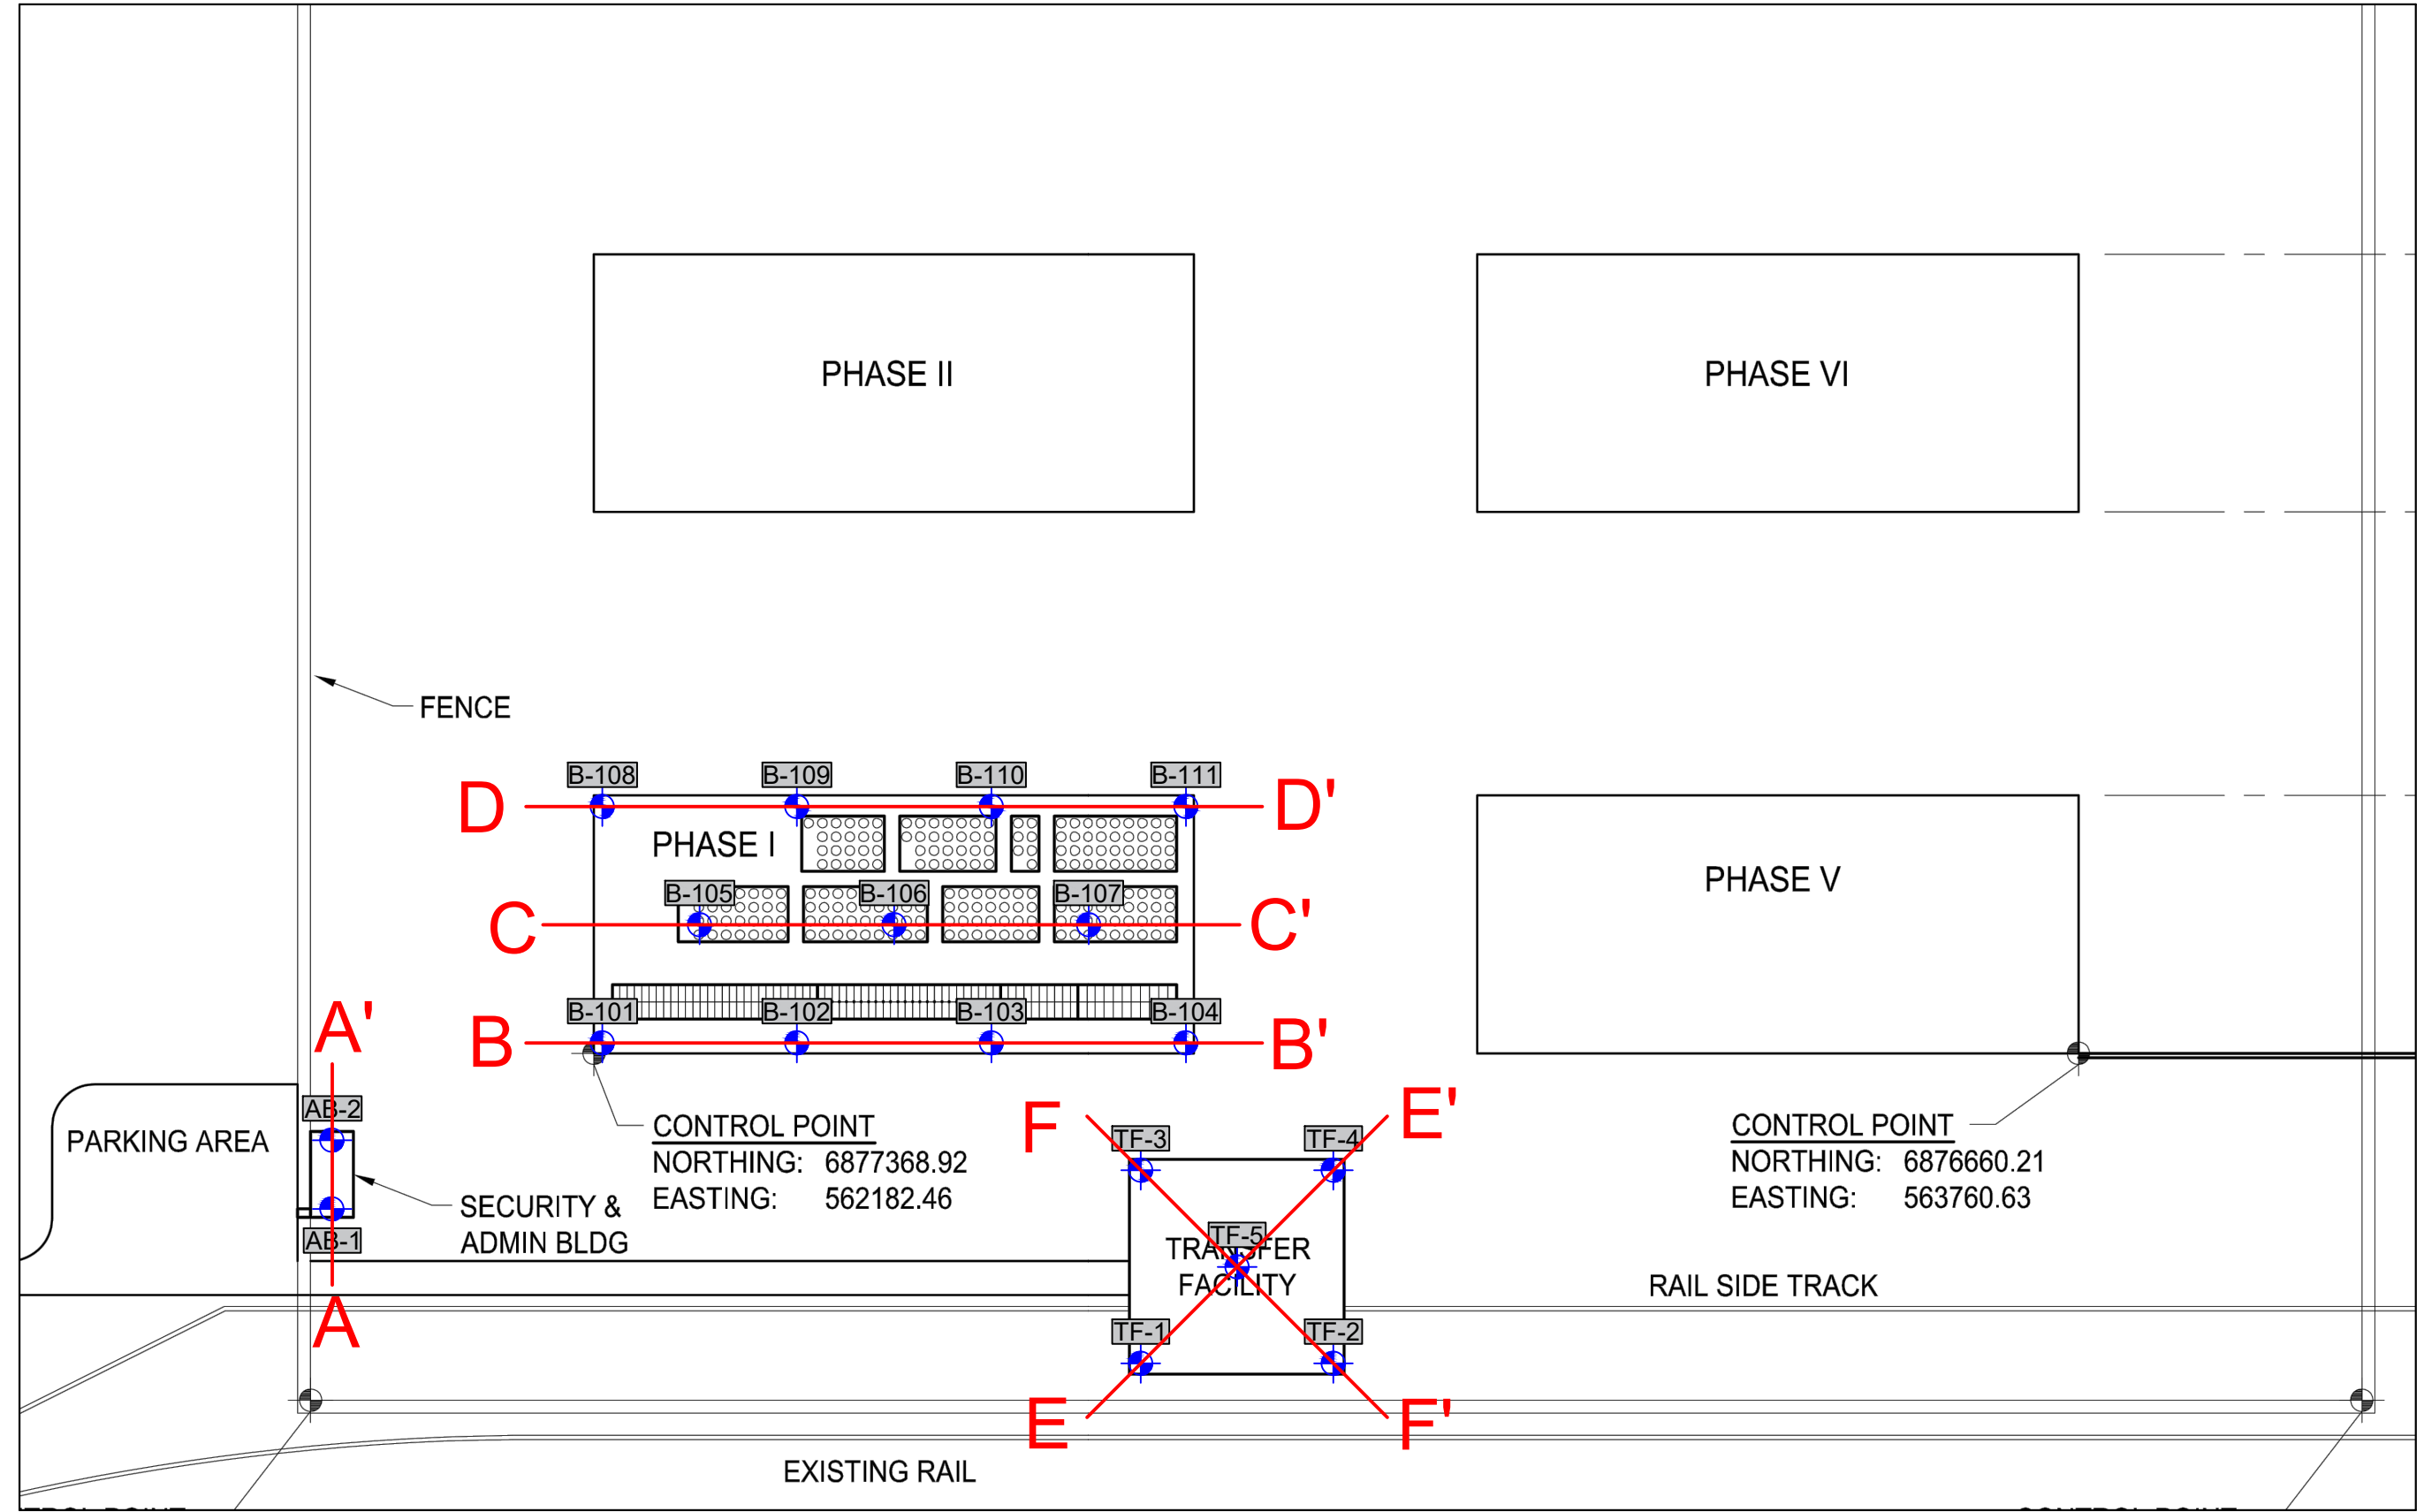 PHASE II
PHASE VI
FENCE
B-108
B-109
B-110
B-111
D
D'
PHASE I
PHASE V
B-105
B-106
B-107
C
C'
B-101
B-102
B-103
B-104
A'
B
B'
AB-2
PARKING AREA
SECURITY &
ADMIN BLDG
AB-1
A
CONTROL POINT
NORTHING: 6877368.92
EASTING: 562182.46
F
E'
TF-3
TF-4
TF-5
TRANSFER
FACILITY
TF-1
TF-2
E
F'
CONTROL POINT
NORTHING: 6876660.21
EASTING: 563760.63
RAIL SIDE TRACK
EXISTING RAIL